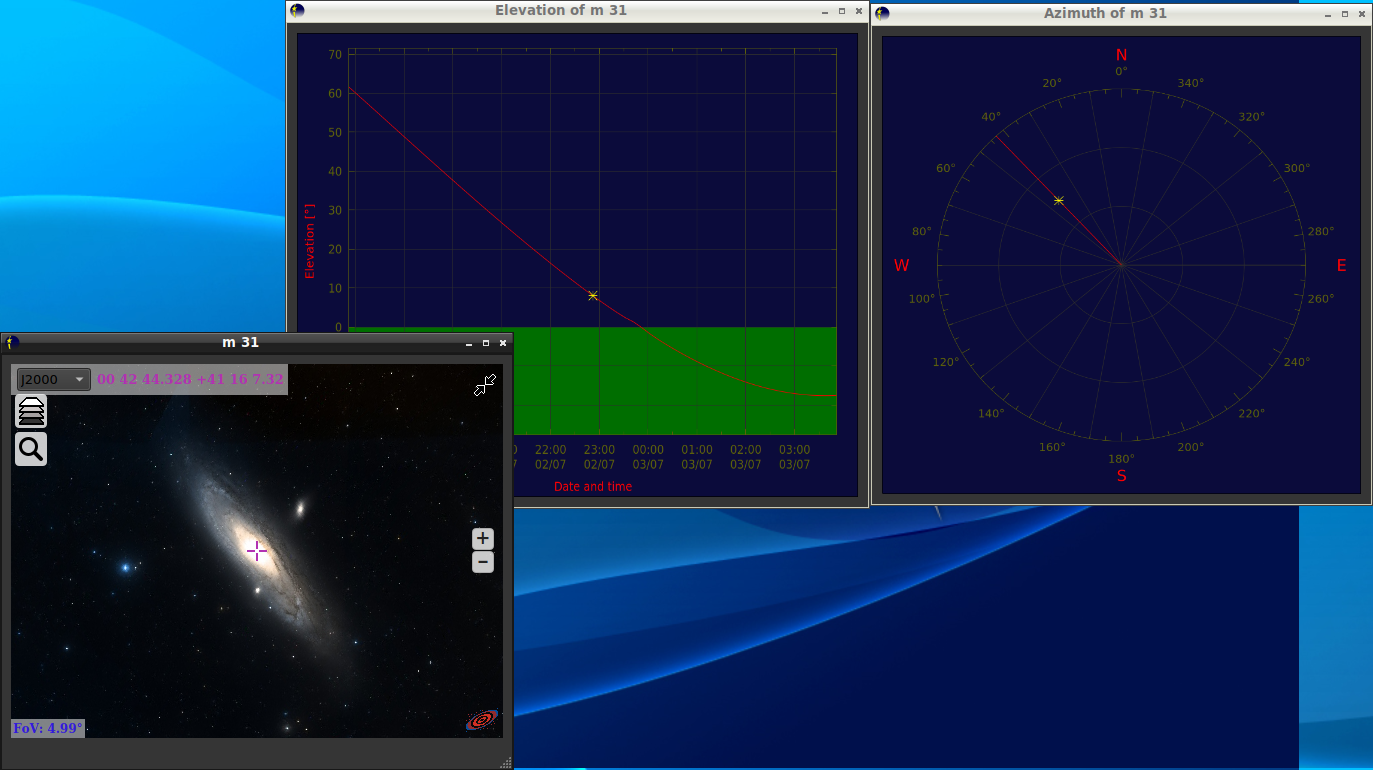 Elevation of m 31
70
60
50
40
30
20
10
0
Elevation [°]
22:00 23:00 00:00 01:00 02:00 03:00
02/07 02/07 03/07 03/07 03/07 03/07
Date and time
Azimuth of m 31
N
0°
20° 340°
40° 320°
60° 300°
80° 280°
W E
100° 260°
120° 240°
140° 220°
160° 200°
180°
S
m 31
J2000 00 42 44.328 +41 16 7.32
+
−
FoV: 4.99°